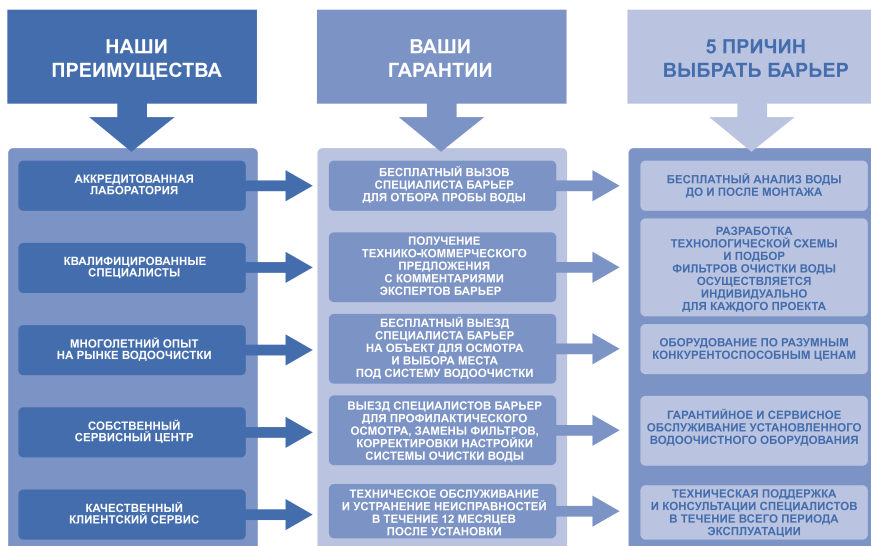 НАШИ
ПРЕИМУЩЕСТВА
ВАШИ
ГАРАНТИИ
5 ПРИЧИН
ВЫБРАТЬ БАРЬЕР
АККРЕДИТОВАННАЯ
ЛАБОРАТОРИЯ
БЕСПЛАТНЫЙ ВЫЗОВ
СПЕЦИАЛИСТА БАРЬЕР
ДЛЯ ОТБОРА ПРОБЫ ВОДЫ
БЕСПЛАТНЫЙ АНАЛИЗ ВОДЫ
ДО И ПОСЛЕ МОНТАЖА
КВАЛИФИЦИРОВАННЫЕ
СПЕЦИАЛИСТЫ
ПОЛУЧЕНИЕ
ТЕХНИКО-КОММЕРЧЕСКОГО
ПРЕДЛОЖЕНИЯ
С КОММЕНТАРИЯМИ
ЭКСПЕРТОВ БАРЬЕР
РАЗРАБОТКА
ТЕХНОЛОГИЧЕСКОЙ СХЕМЫ
И ПОДБОР
ФИЛЬТРОВ ОЧИСТКИ ВОДЫ
ОСУЩЕСТВЛЯЕТСЯ
ИНДИВИДУАЛЬНО
ДЛЯ КАЖДОГО ПРОЕКТА
МНОГОЛЕТНИЙ ОПЫТ
НА РЫНКЕ ВОДООЧИСТКИ
БЕСПЛАТНЫЙ ВЫЕЗД
СПЕЦИАЛИСТА БАРЬЕР
НА ОБЪЕКТ ДЛЯ ОСМОТРА
И ВЫБОРА МЕСТА
ПОД СИСТЕМУ ВОДООЧИСТКИ
ОБОРУДОВАНИЕ ПО РАЗУМНЫМ
КОНКУРЕНТОСПОСОБНЫМ ЦЕНАМ
СОБСТВЕННЫЙ
СЕРВИСНЫЙ ЦЕНТР
ВЫЕЗД СПЕЦИАЛИСТОВ БАРЬЕР
ДЛЯ ПРОФИЛАКТИЧЕСКОГО
ОСМОТРА, ЗАМЕНЫ ФИЛЬТРОВ,
КОРРЕКТИРОВКИ НАСТРОЙКИ
СИСТЕМЫ ОЧИСТКИ ВОДЫ
ГАРАНТИЙНОЕ И СЕРВИСНОЕ
ОБСЛУЖИВАНИЕ УСТАНОВЛЕННОГО
ВОДООЧИСТНОГО ОБОРУДОВАНИЯ
КАЧЕСТВЕННЫЙ
КЛИЕНТСКИЙ СЕРВИС
ТЕХНИЧЕСКОЕ ОБСЛУЖИВАНИЕ
И УСТРАНЕНИЕ НЕИСПРАВНОСТЕЙ
В ТЕЧЕНИЕ 12 МЕСЯЦЕВ
ПОСЛЕ УСТАНОВКИ
ТЕХНИЧЕСКАЯ ПОДДЕРЖКА
И КОНСУЛЬТАЦИИ СПЕЦИАЛИСТОВ
В ТЕЧЕНИЕ ВСЕГО ПЕРИОДА
ЭКСПЛУАТАЦИИ